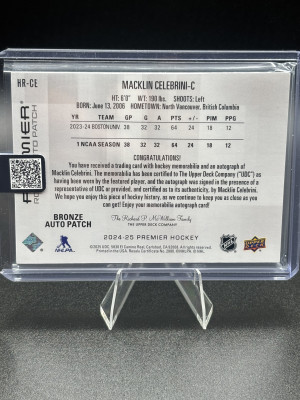 HR-CE
MACKLIN CELEBRINI-C
HT: 6'0" WT: 190 lbs. SHOOTS: Left
BORN: June 13, 2006 HOMETOWN: North Vancouver, British Columbia
YR TEAM GP G A PTS +/- PIM PPG
2023-24 BOSTON UNIV. 38 32 32 64 24 18 12
1 NCAA SEASON 38 32 32 64 24 18 12
CONGRATULATIONS!
You have received a trading card with hockey memorabilia and an autograph of
Macklin Celebrini. The memorabilia has been certified to The Upper Deck Company ("UDC") as
having been worn by the featured player, and the autograph was signed in the presence of a
representative of UDC or provided, and certified as to its authenticity, by Macklin Celebrini.
We hope you enjoy this piece of hockey history, as we continue to keep you as close as
you can get! Enjoy your memorabilia autograph card!
The Richard P. McWilliam Family
THE UPPER DECK COMPANY
AUTO PATCH
BRONZE
AUTO PATCH
NHLPA
NHL
UPPER DECK
2024-25 PREMIER HOCKEY